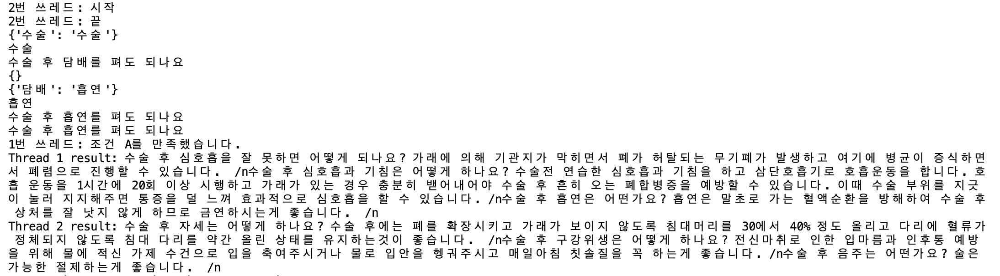 2번 쓰레드: 시작
2번 쓰레드: 끝
{'수술': '수술'}
수술
수술 후 담배를 펴도 되나요
{}
{'담배': '흡연'}
흡연
수술 후 흡연를 펴도 되나요
수술 후 흡연를 펴도 되나요
1번 쓰레드: 조건 A를 만족했습니다.
Thread 1 result: 수술 후 심호흡을 잘 못하면 어떻게 되나요? 가래에 의해 기관지가 막히면서 폐가 허탈되는 무기폐가 발생하고 여기에 병균이 증식하면
서 폐렴으로 진행할 수 있습니다. /n수술 후 심호흡과 기침은 어떻게 하나요? 수술전 연습한 심호흡과 기침을 하고 삼단호흡기로 호흡운동을 합니다. 호
흡 운동을 1시간에 20회 이상 시행하고 가래가 있는 경우 충분히 밷어내어야 수술 후 흔히 오는 폐합병증을 예방할 수 있습니다. 이때 수술 부위를 지긋
이 눌러 지지해주면 통증을 덜 느껴 효과적으로 심호흡을 할 수 있습니다. /n수술 후 흡연은 어떤가요? 흡연은 말초로 가는 혈액순환을 방해하여 수술 후
상처를 잘 낫지 않게 하므로 금연하시는게 좋습니다. /n
Thread 2 result: 수술 후 자세는 어떻게 하나요? 수술 후에는 폐를 확장시키고 가래가 보이지 않도록 침대머리를 30에서 40% 정도 올리고 다리에 혈류가
정체되지 않도록 침대 다리를 약간 올린 상태를 유지하는것이 좋습니다. /n수술 후 구강위생은 어떻게 하나요? 전신마취로 인한 입마름과 인후통 예방
을 위해 물에 적신 가제 수건으로 입을 축여주시거나 물로 입안을 헹궈주시고 매일아침 칫솔질을 꼭 하는게 좋습니다. /n수술 후 음주는 어떤가요? 술은
가능한 절제하는게 좋습니다. /n